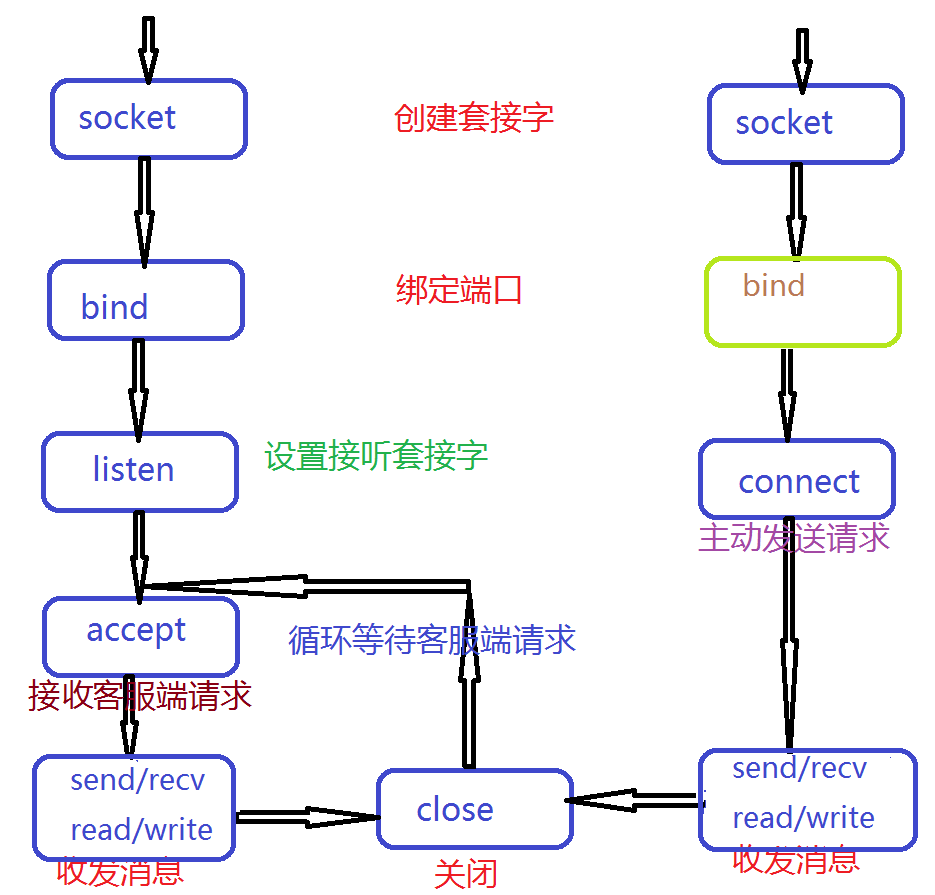 socket
创建套接字
socket
bind
绑定端口
bind
listen
设置接听套接字
connect
主动发送请求
accept
循环等待客服端请求
接收客服端请求
send/recv
read/write
收发消息
close
关闭
send/recv
read/write
收发消息